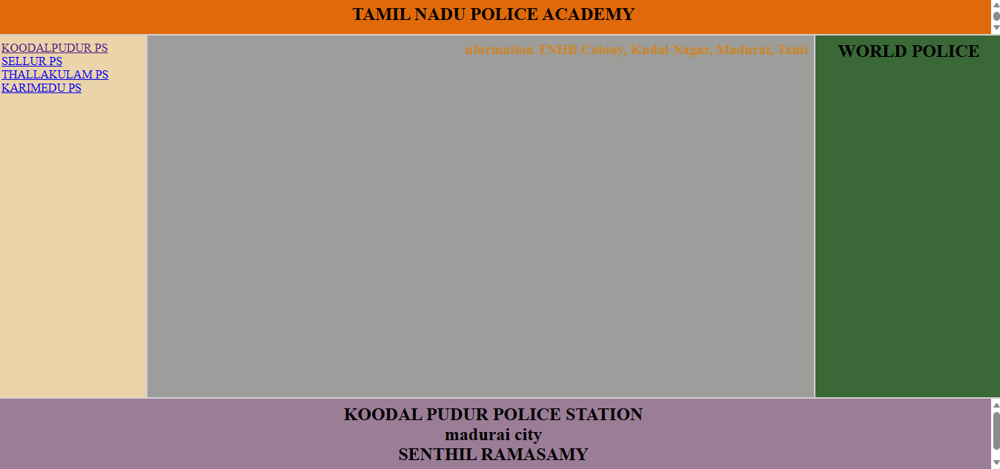 TAMIL NADU POLICE ACADEMY
KOODALPUDUR PS
SELLUR PS
THALLAKULAM PS
KARIMEDU PS
nformation TNHB Colony, Kudal Nagar, Madurai, Tami
WORLD POLICE
KOODAL PUDUR POLICE STATION
madurai city
SENTHIL RAMASAMY